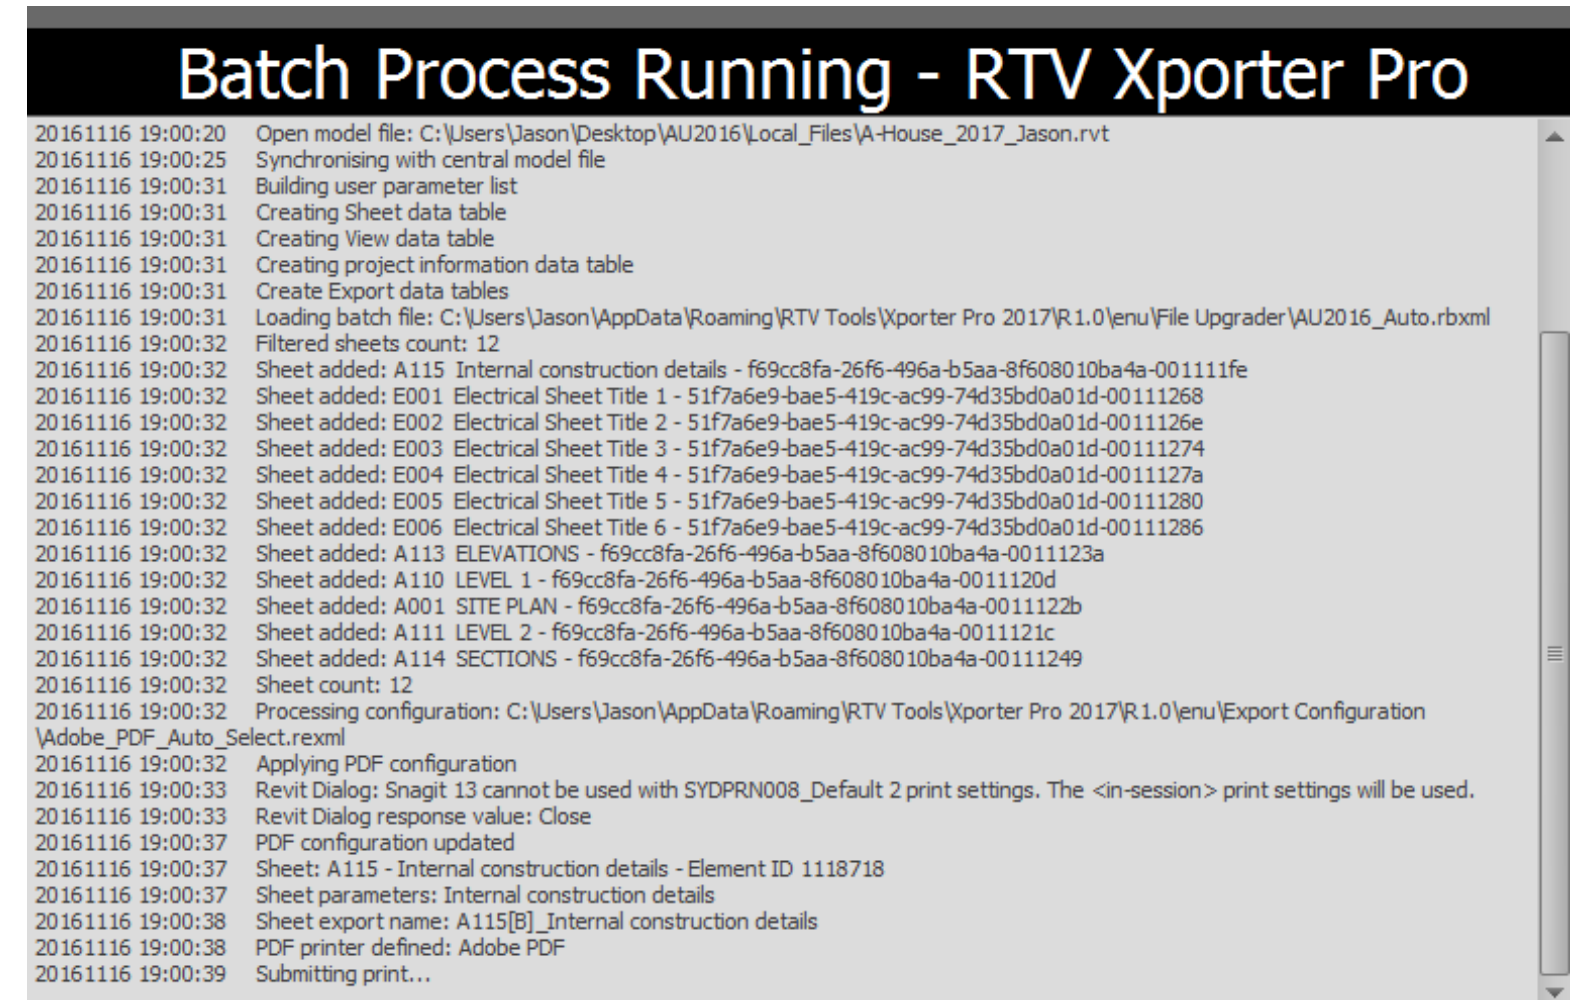 Batch Process Running - RTV Xporter Pro
20161116 19:00:20 Open model file: C:\Users\Jason\Desktop\AU2016\Local_Files\A-House_2017_Jason.rvt
20161116 19:00:25 Synchronising with central model file
20161116 19:00:31 Building user parameter list
20161116 19:00:31 Creating Sheet data table
20161116 19:00:31 Creating View data table
20161116 19:00:31 Creating project information data table
20161116 19:00:31 Create Export data tables
20161116 19:00:31 Loading batch file: C:\Users\Jason\AppData\Roaming\RTV Tools\Xporter Pro 2017\R1.0\enu\File Upgrader\AU2016_Auto.rbxml
20161116 19:00:32 Filtered sheets count: 12
20161116 19:00:32 Sheet added: A115 Internal construction details - f69cc8fa-26f6-496a-b5aa-8f608010ba4a-001111fe
20161116 19:00:32 Sheet added: E001 Electrical Sheet Title 1 - 51f7a6e9-bae5-419c-ac99-74d35bd0a01d-00111268
20161116 19:00:32 Sheet added: E002 Electrical Sheet Title 2 - 51f7a6e9-bae5-419c-ac99-74d35bd0a01d-0011126e
20161116 19:00:32 Sheet added: E003 Electrical Sheet Title 3 - 51f7a6e9-bae5-419c-ac99-74d35bd0a01d-00111274
20161116 19:00:32 Sheet added: E004 Electrical Sheet Title 4 - 51f7a6e9-bae5-419c-ac99-74d35bd0a01d-0011127a
20161116 19:00:32 Sheet added: E005 Electrical Sheet Title 5 - 51f7a6e9-bae5-419c-ac99-74d35bd0a01d-00111280
20161116 19:00:32 Sheet added: E006 Electrical Sheet Title 6 - 51f7a6e9-bae5-419c-ac99-74d35bd0a01d-00111286
20161116 19:00:32 Sheet added: A113 ELEVATIONS - f69cc8fa-26f6-496a-b5aa-8f608010ba4a-0011123a
20161116 19:00:32 Sheet added: A110 LEVEL 1 - f69cc8fa-26f6-496a-b5aa-8f608010ba4a-0011120d
20161116 19:00:32 Sheet added: A001 SITE PLAN - f69cc8fa-26f6-496a-b5aa-8f608010ba4a-0011122b
20161116 19:00:32 Sheet added: A111 LEVEL 2 - f69cc8fa-26f6-496a-b5aa-8f608010ba4a-0011121c
20161116 19:00:32 Sheet added: A114 SECTIONS - f69cc8fa-26f6-496a-b5aa-8f608010ba4a-00111249
20161116 19:00:32 Sheet count: 12
20161116 19:00:32 Processing configuration: C:\Users\Jason\AppData\Roaming\RTV Tools\Xporter Pro 2017\R1.0\enu\Export Configuration
\Adobe_PDF_Auto_Select.rexml
20161116 19:00:32 Applying PDF configuration
20161116 19:00:33 Revit Dialog: Snagit 13 cannot be used with SYDPRN008_Default 2 print settings. The <in-session> print settings will be used.
20161116 19:00:33 Revit Dialog response value: Close
20161116 19:00:37 PDF configuration updated
20161116 19:00:37 Sheet: A115 - Internal construction details - Element ID 1118718
20161116 19:00:37 Sheet parameters: Internal construction details
20161116 19:00:38 Sheet export name: A115[B]_Internal construction details
20161116 19:00:38 PDF printer defined: Adobe PDF
20161116 19:00:39 Submitting print...